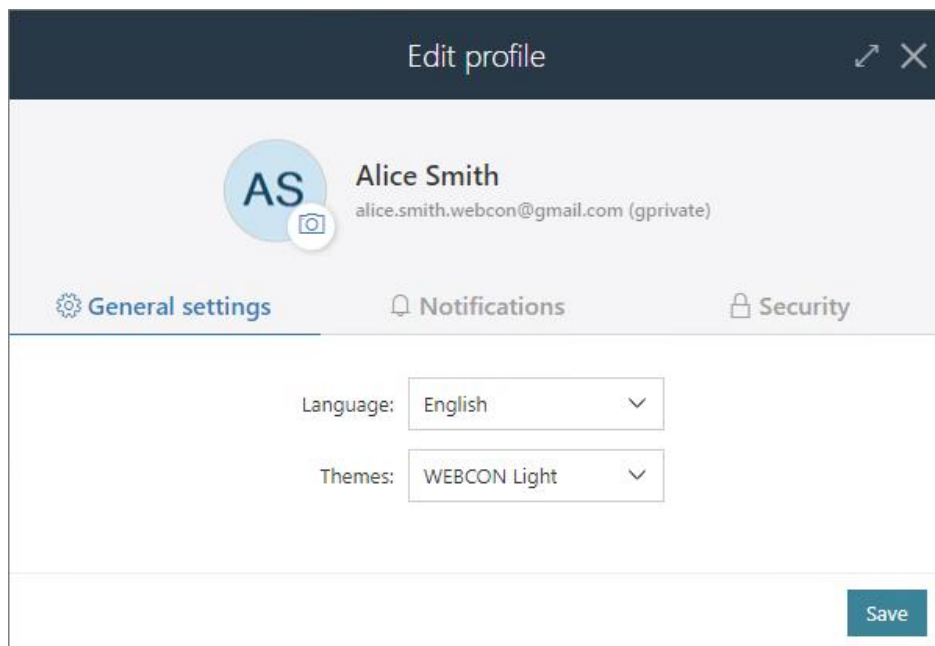 Edit profile
AS
Alice Smith
alice.smith.webcon@gmail.com (gprivate)
General settings Notifications Security
Language: English
Themes: WEBCON Light
Save